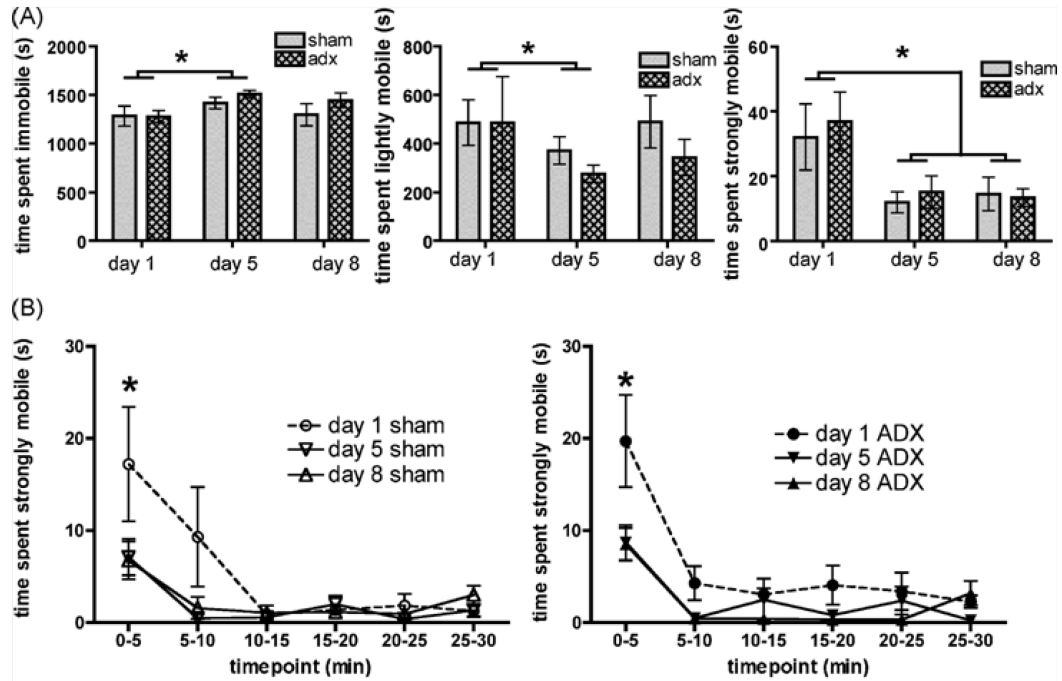 (A)
time spent immobile (s)
2000
1500
1000
500
0
*
sham
adx
day 1
day 5
day 8
time spent lightly mobile (s)
800
600
400
200
0
*
sham
adx
day 1
day 5
day 8
time spent strongly mobile (s)
60
40
20
0
*
sham
adx
day 1
day 5
day 8
(B)
time spent strongly mobile (s)
30
20
10
0
*
day 1 sham
day 5 sham
day 8 sham
0-5 5-10 10-15 15-20 20-25 25-30
timepoint (min)
time spent strongly mobile (s)
30
20
10
0
*
day 1 ADX
day 5 ADX
day 8 ADX
0-5 5-10 10-15 15-20 20-25 25-30
timepoint (min)